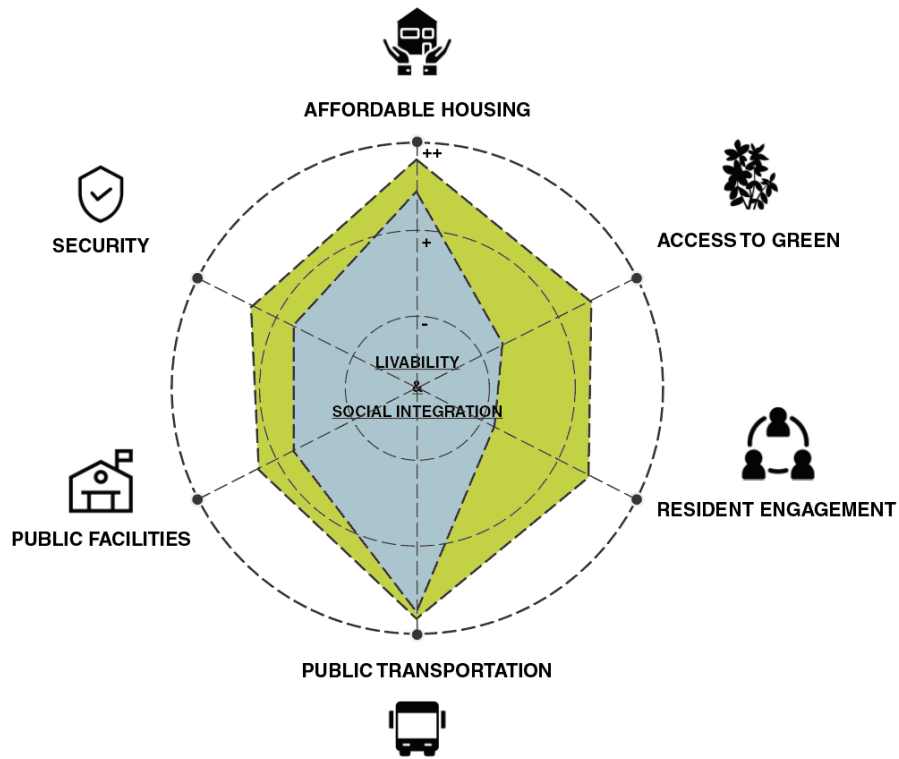 AFFORDABLE HOUSING
++
SECURITY
ACCESS TO GREEN
+
-
LIVABILITY
&
SOCIAL INTEGRATION
RESIDENT ENGAGEMENT
PUBLIC FACILITIES
PUBLIC TRANSPORTATION